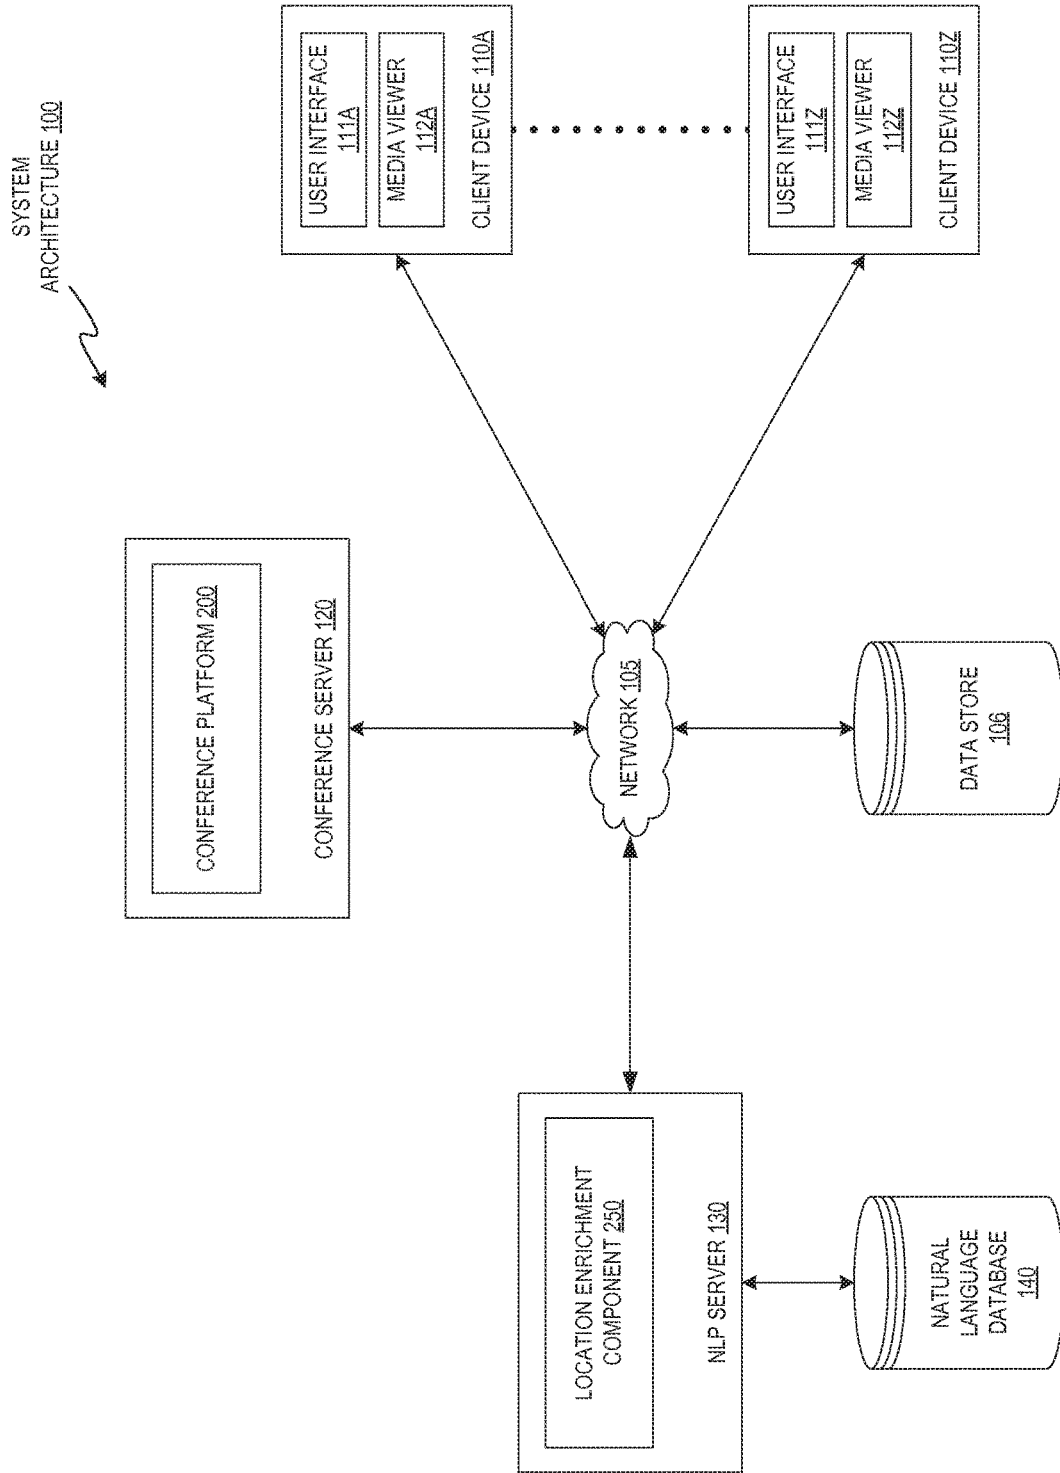 SYSTEM
ARCHITECTURE 100
CONFERENCE PLATFORM 200
CONFERENCE SERVER 120
USER INTERFACE
111A
MEDIA VIEWER
112A
CLIENT DEVICE 110A
LOCATION ENRICHMENT
COMPONENT 250
NLP SERVER 130
NETWORK 105
USER INTERFACE
111Z
MEDIA VIEWER
112Z
CLIENT DEVICE 110Z
NATURAL
LANGUAGE
DATABASE
140
DATA STORE
106